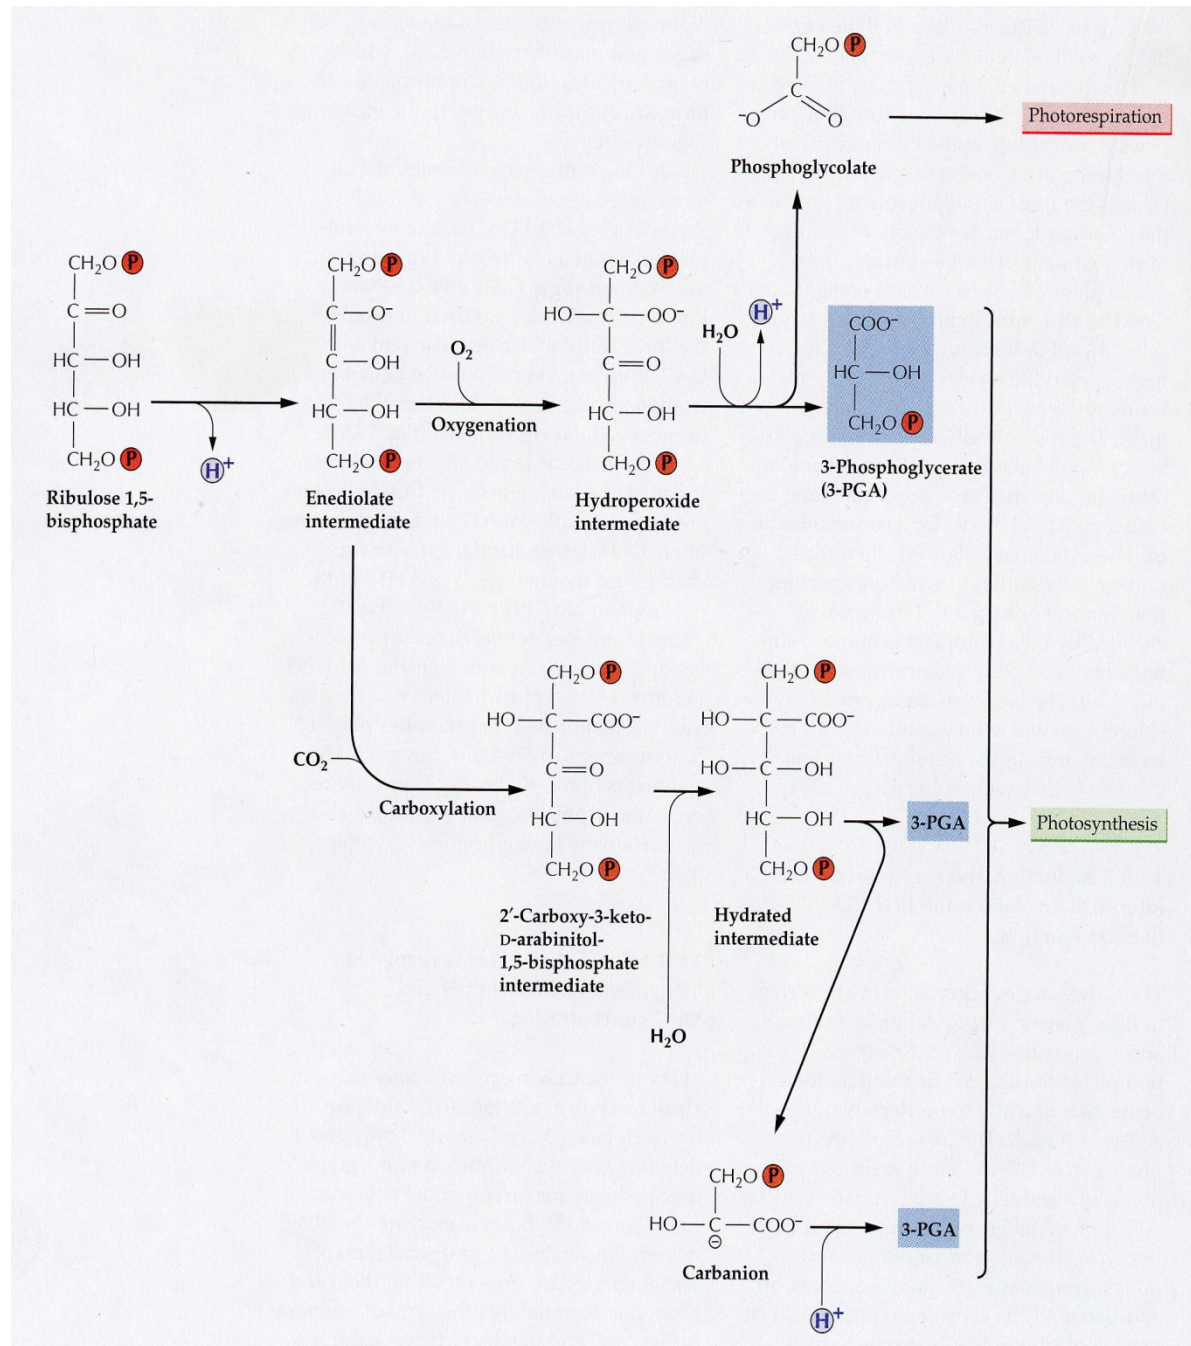 CH₂O P
C
⁻O O
Phosphoglycolate
Photorespiration
CH₂O P
C=O
HC—OH
HC—OH
CH₂O P
Ribulose 1,5-
bisphosphate
H⁺
CH₂O P
C—O⁻
C—OH
HC—OH
CH₂O P
Enediolate
intermediate
O₂
Oxygenation
CH₂O P
HO—C—OO⁻
C=O
HC—OH
CH₂O P
Hydroperoxide
intermediate
H₂O
H⁺
COO⁻
HC—OH
CH₂O P
3-Phosphoglycerate
(3-PGA)
CO₂
Carboxylation
CH₂O P
HO—C—COO⁻
C=O
HC—OH
CH₂O P
2′-Carboxy-3-keto-
D-arabinitol-
1,5-bisphosphate
intermediate
H₂O
CH₂O P
HO—C—COO⁻
HO—C—OH
HC—OH
CH₂O P
Hydrated
intermediate
3-PGA
Photosynthesis
CH₂O P
HO—C—COO⁻
⊖
Carbanion
H⁺
3-PGA